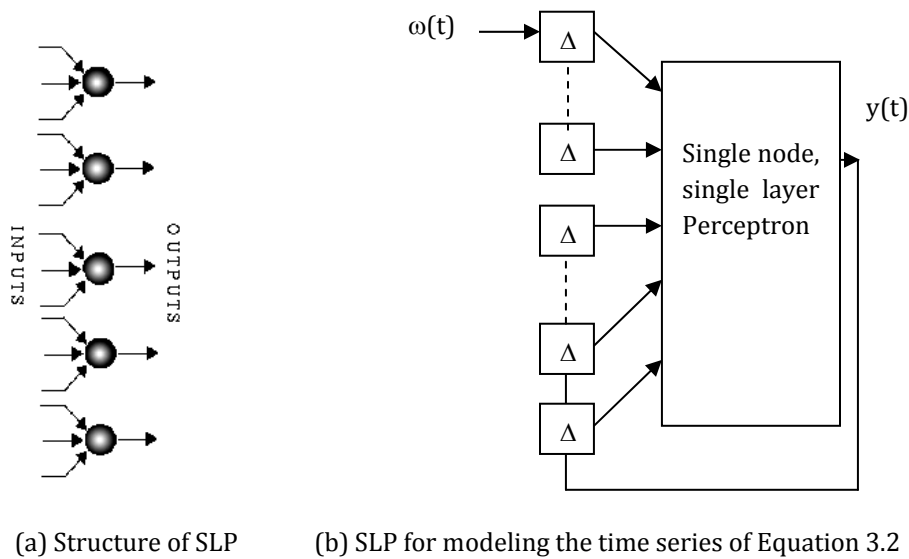 INPUTS
OUTPUTS
ω(t)
Δ
Δ
Δ
Δ
Δ
Single node,
single layer
Perceptron
y(t)
(a) Structure of SLP
(b) SLP for modeling the time series of Equation 3.2